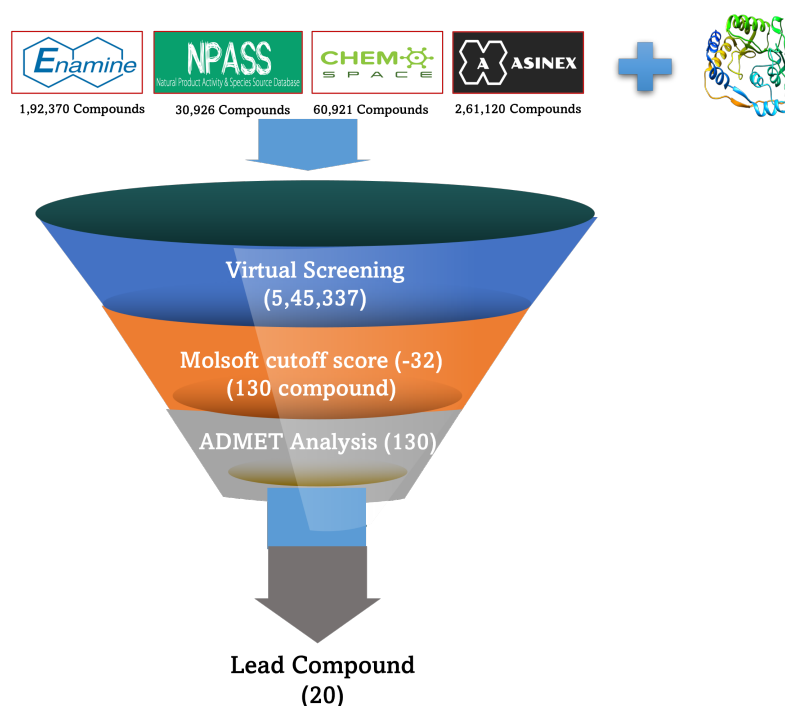 Enamine
NPASS
Natural Product Activity & Species Source Database
CHEM
SPACE
A ASINEX
1,92,370 Compounds
30,926 Compounds
60,921 Compounds
2,61,120 Compounds
Virtual Screening
(5,45,337)
Molsoft cutoff score (-32)
(130 compound)
ADMET Analysis (130)
Lead Compound
(20)